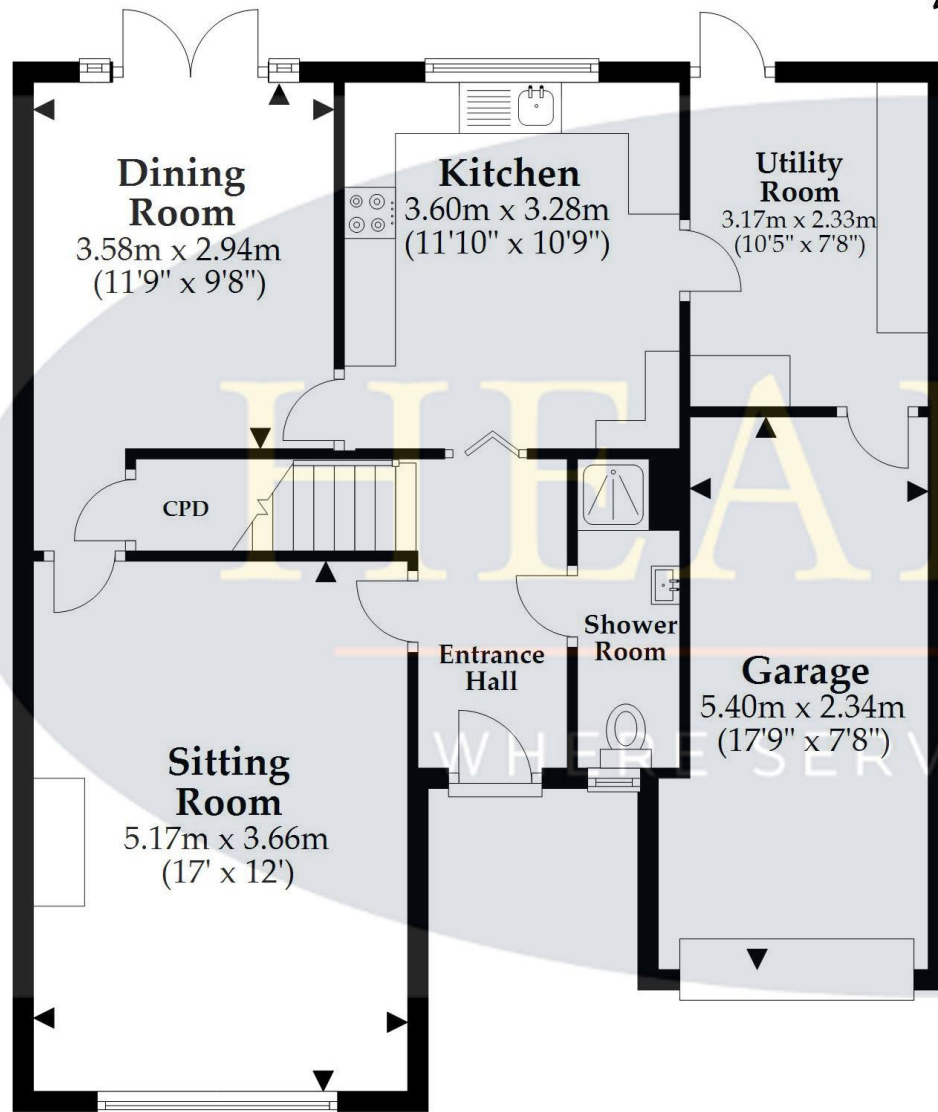 Dining
Room
3.58m x 2.94m
(11'9" x 9'8")
Kitchen
3.60m x 3.28m
(11'10" x 10'9")
Utility
Room
3.17m x 2.33m
(10'5" x 7'8")
CPD
Entrance
Hall
Shower
Room
Garage
5.40m x 2.34m
(17'9" x 7'8")
Sitting
Room
5.17m x 3.66m
(17' x 12')
WHERE SERV